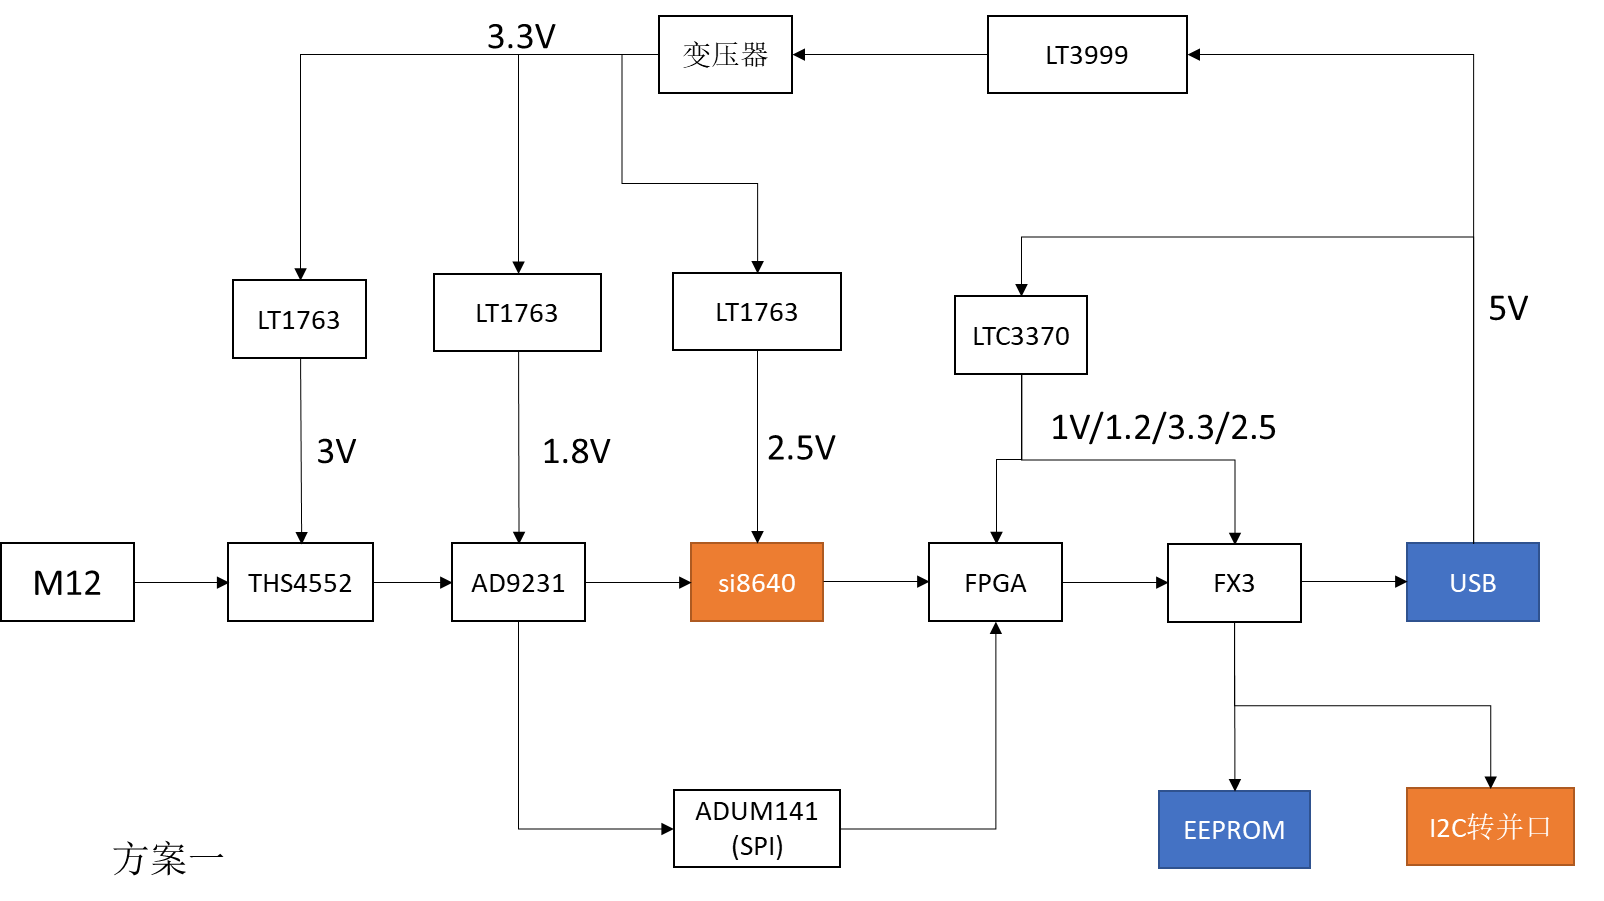 3.3V
变压器
LT3999
LT1763
LT1763
LT1763
LTC3370
5V
3V
1.8V
2.5V
1V/1.2/3.3/2.5
M12
THS4552
AD9231
si8640
FPGA
FX3
USB
ADUM141
(SPI)
EEPROM
I2C转并口
方案一